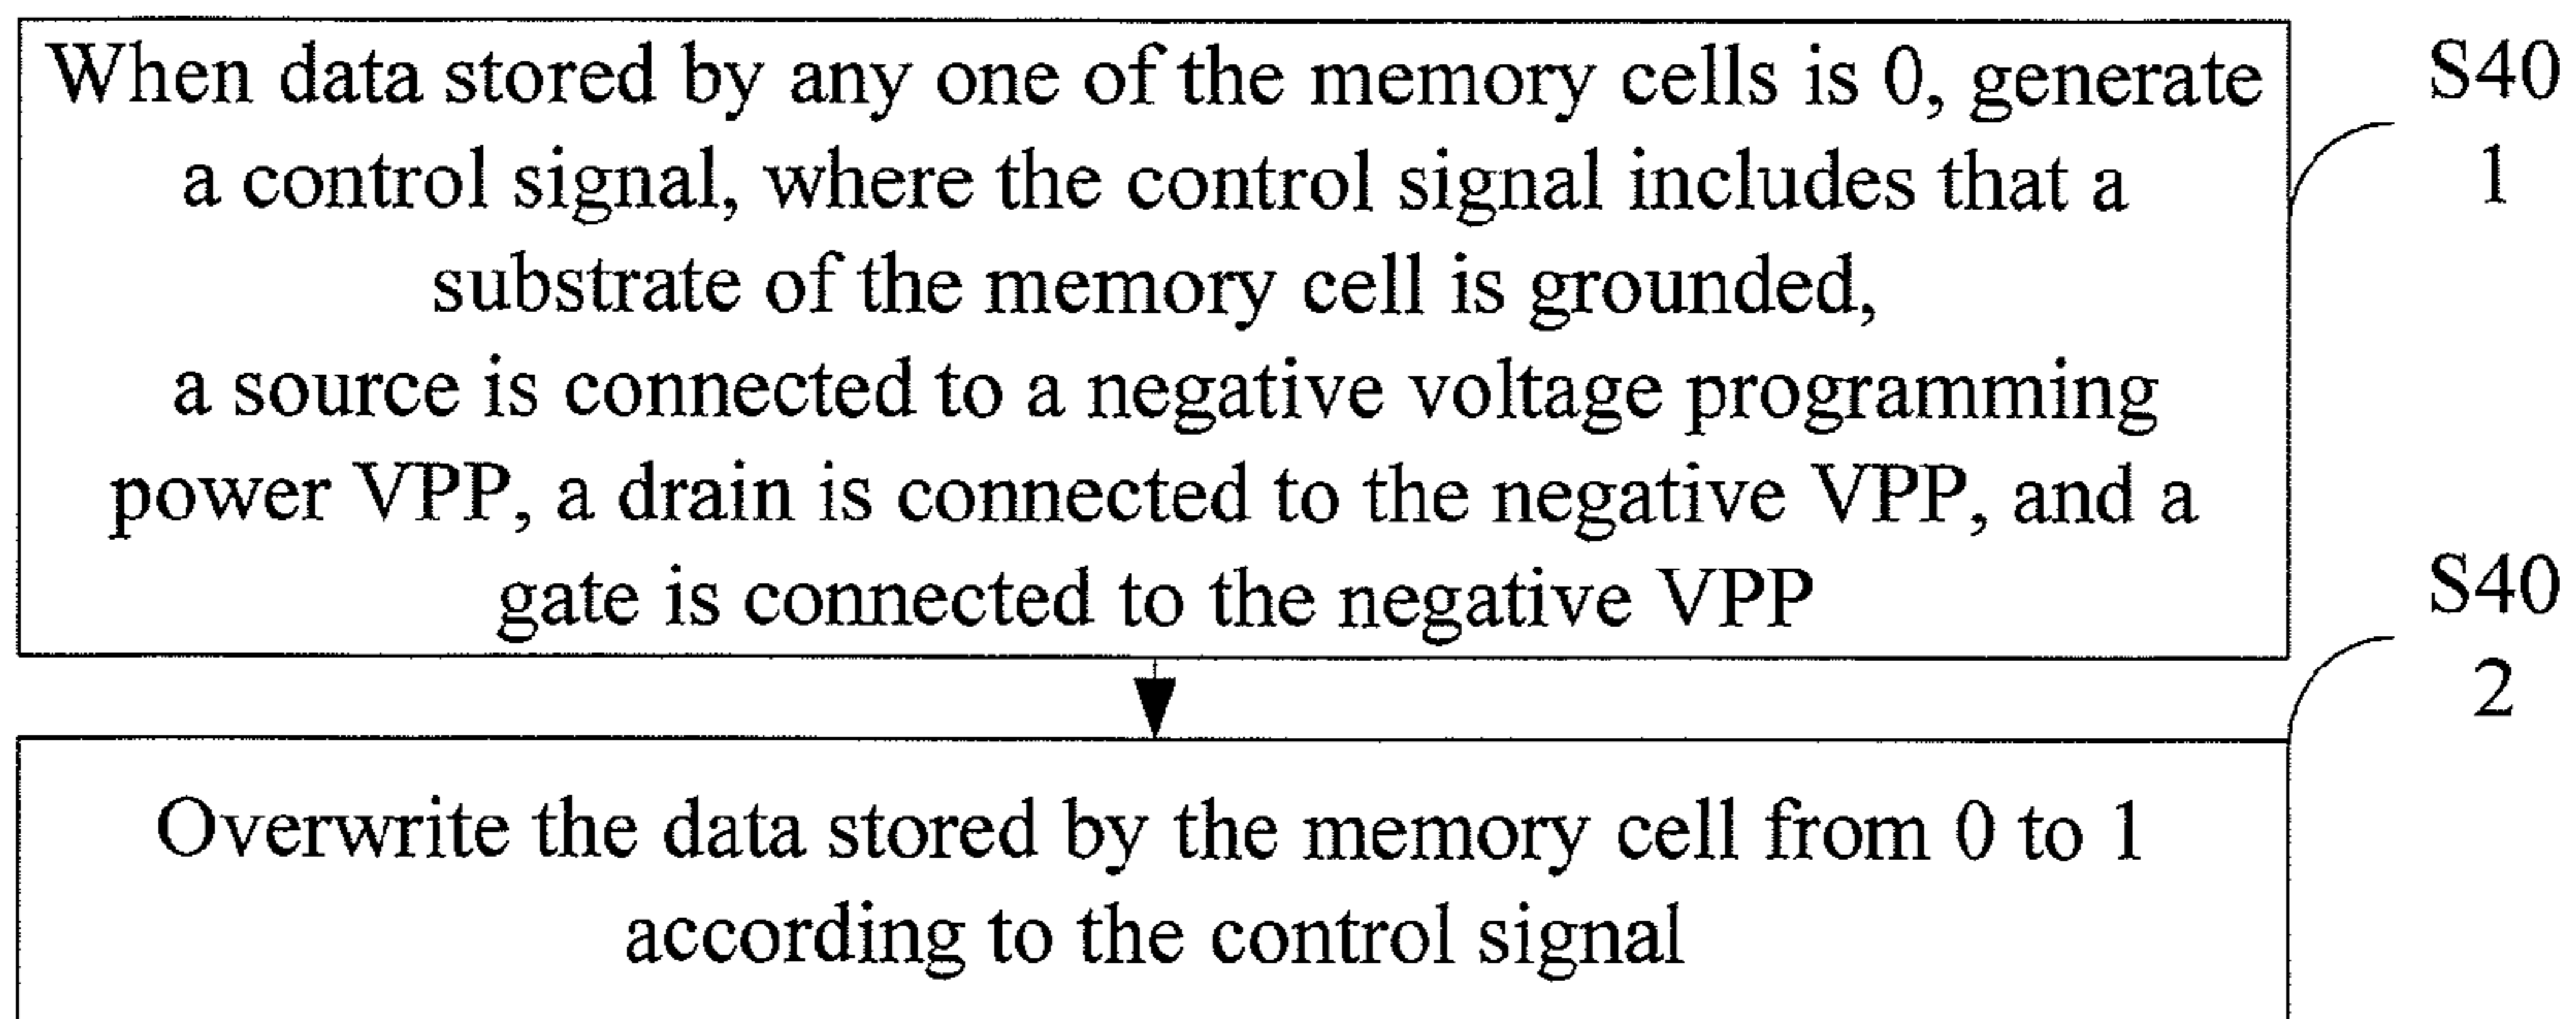 When data stored by any one of the memory cells is 0, generate
a control signal, where the control signal includes that a
substrate of the memory cell is grounded,
a source is connected to a negative voltage programming
power VPP, a drain is connected to the negative VPP, and a
gate is connected to the negative VPP
S40
1
Overwrite the data stored by the memory cell from 0 to 1
according to the control signal
S40
2